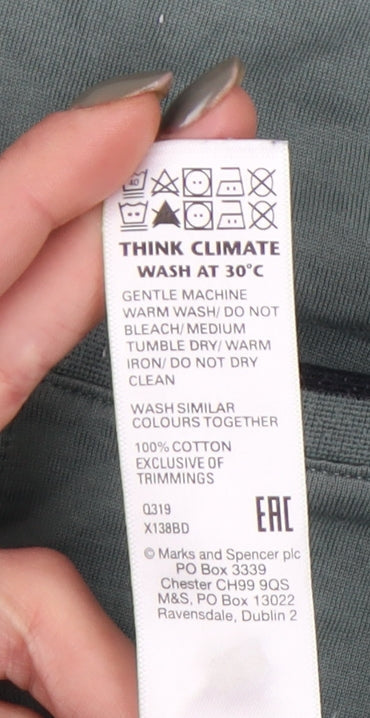 40
THINK CLIMATE
WASH AT 30°C
GENTLE MACHINE
WARM WASH/ DO NOT
BLEACH/ MEDIUM
TUMBLE DRY/ WARM
IRON/ DO NOT DRY
CLEAN
WASH SIMILAR
COLOURS TOGETHER
100% COTTON
EXCLUSIVE OF
TRIMMINGS
Q319
X138BD
EAC
© Marks and Spencer plc
PO Box 3339
Chester CH99 9QS
M&S, PO Box 13022
Ravensdale, Dublin 2